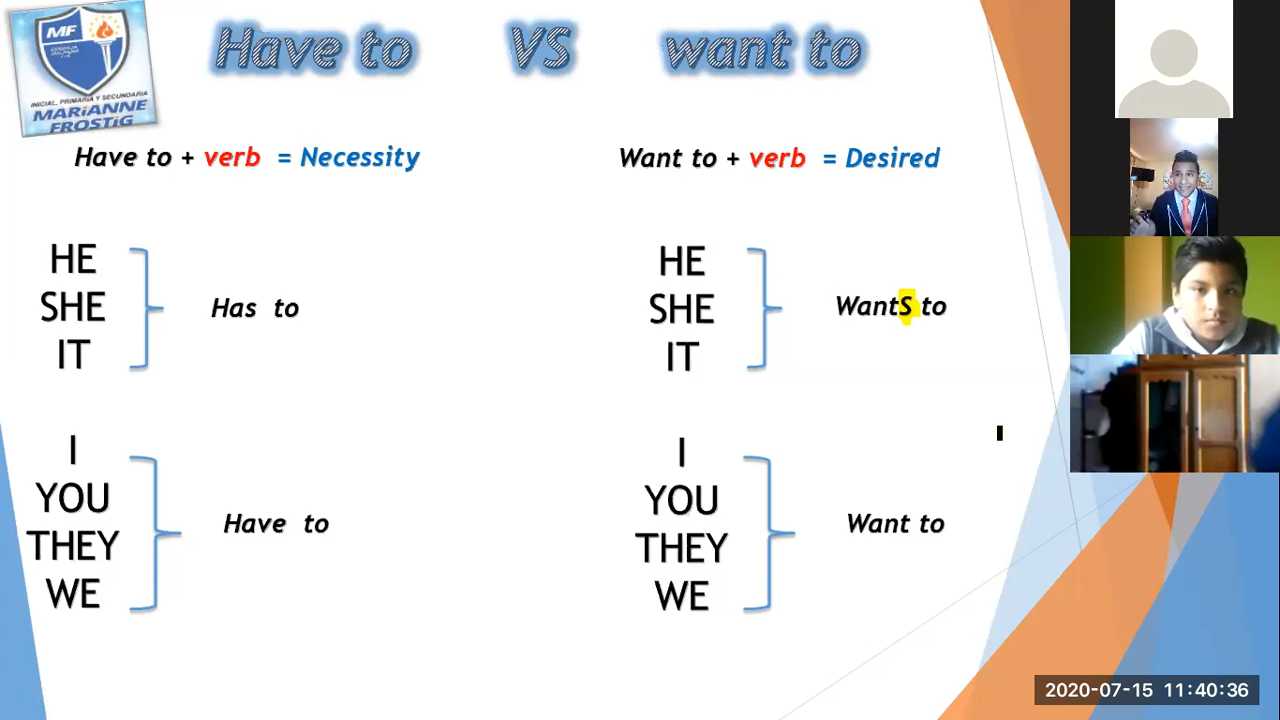 MF
INICIAL, PRIMARIA Y SECUNDARIA
MARiANNE
FROSTiG
Have to VS want to
Have to + verb = Necessity
Want to + verb = Desired
HE
SHE
IT
Has to
HE
SHE
IT
WantS to
I
YOU
THEY
WE
Have to
I
YOU
THEY
WE
Want to
2020-07-15 11:40:36